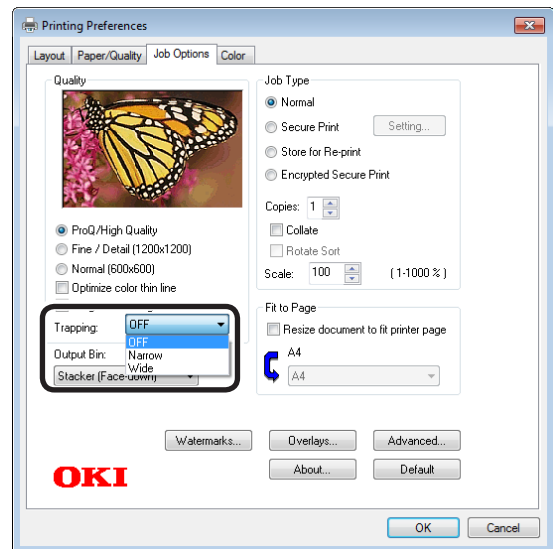 Printing Preferences
Layout Paper/Quality Job Options Color
Quality
ProQ/High Quality
Fine / Detail (1200x1200)
Normal (600x600)
Optimize color thin line
Trapping: OFF
OFF
Narrow
Wide
Output Bin:
Stacker (Face-down)
Job Type
Normal
Secure Print Setting...
Store for Re-print
Encrypted Secure Print
Copies: 1
Collate
Rotate Sort
Scale: 100 (1-1000 %)
Fit to Page
Resize document to fit printer page
A4
A4
Watermarks... Overlays... Advanced...
About... Default
OKI
OK Cancel